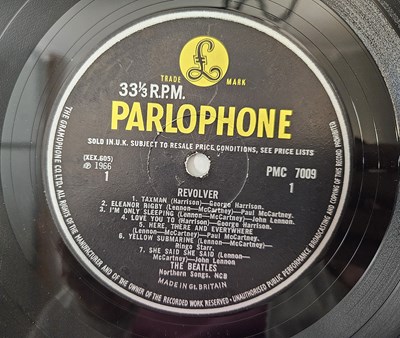 £
TRADE MARK
33⅓ R.P.M.
PARLOPHONE
SOLD IN U.K. SUBJECT TO RESALE PRICE CONDITIONS, SEE PRICE LISTS
(XEX.605)
℗ 1966
1
REVOLVER
PMC 7009
1
1. TAXMAN (Harrison)—George Harrison.
2. ELEANOR RIGBY (Lennon—McCartney)—Paul McCartney.
3. I'M ONLY SLEEPING (Lennon—McCartney)—John Lennon.
4. LOVE YOU TO (Harrison)—George Harrison.
5. HERE, THERE AND EVERYWHERE
(Lennon—McCartney)—Paul McCartney.
6. YELLOW SUBMARINE (Lennon—McCartney)—
Ringo Starr.
7. SHE SAID SHE SAID (Lennon—
McCartney)—John Lennon.
THE BEATLES
Northern Songs, NCB
MADE IN GT. BRITAIN
THE GRAMOPHONE CO. LTD. ALL RIGHTS OF THE MANUFACTURER AND OF THE OWNER OF THE RECORDED WORK RESERVED · UNAUTHORISED PUBLIC PERFORMANCE BROADCASTING AND COPYING OF THIS RECORD PROHIBITED